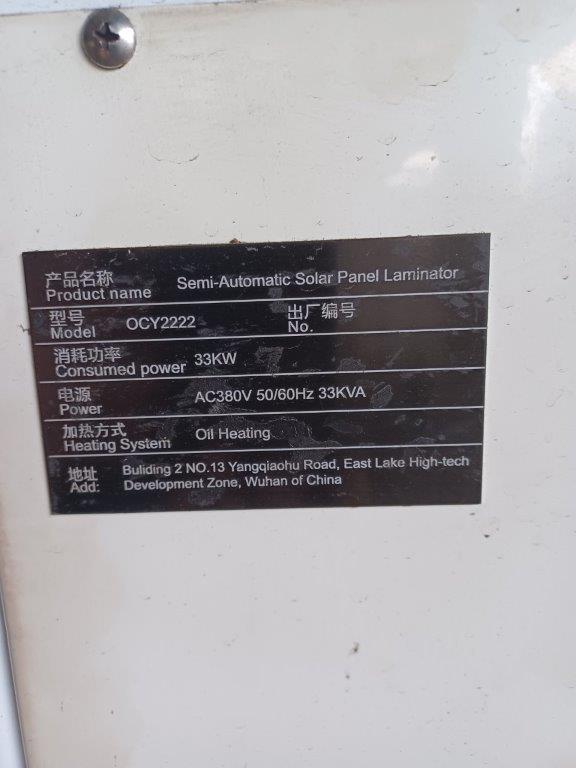 产品名称
Product name Semi-Automatic Solar Panel Laminator
型号
Model OCY2222 出厂编号
No.
消耗功率
Consumed power 33KW
电源
Power AC380V 50/60Hz 33KVA
加热方式
Heating System Oil Heating
地址
Add: Buliding 2 NO.13 Yangqiaohu Road, East Lake High-tech
Development Zone, Wuhan of China